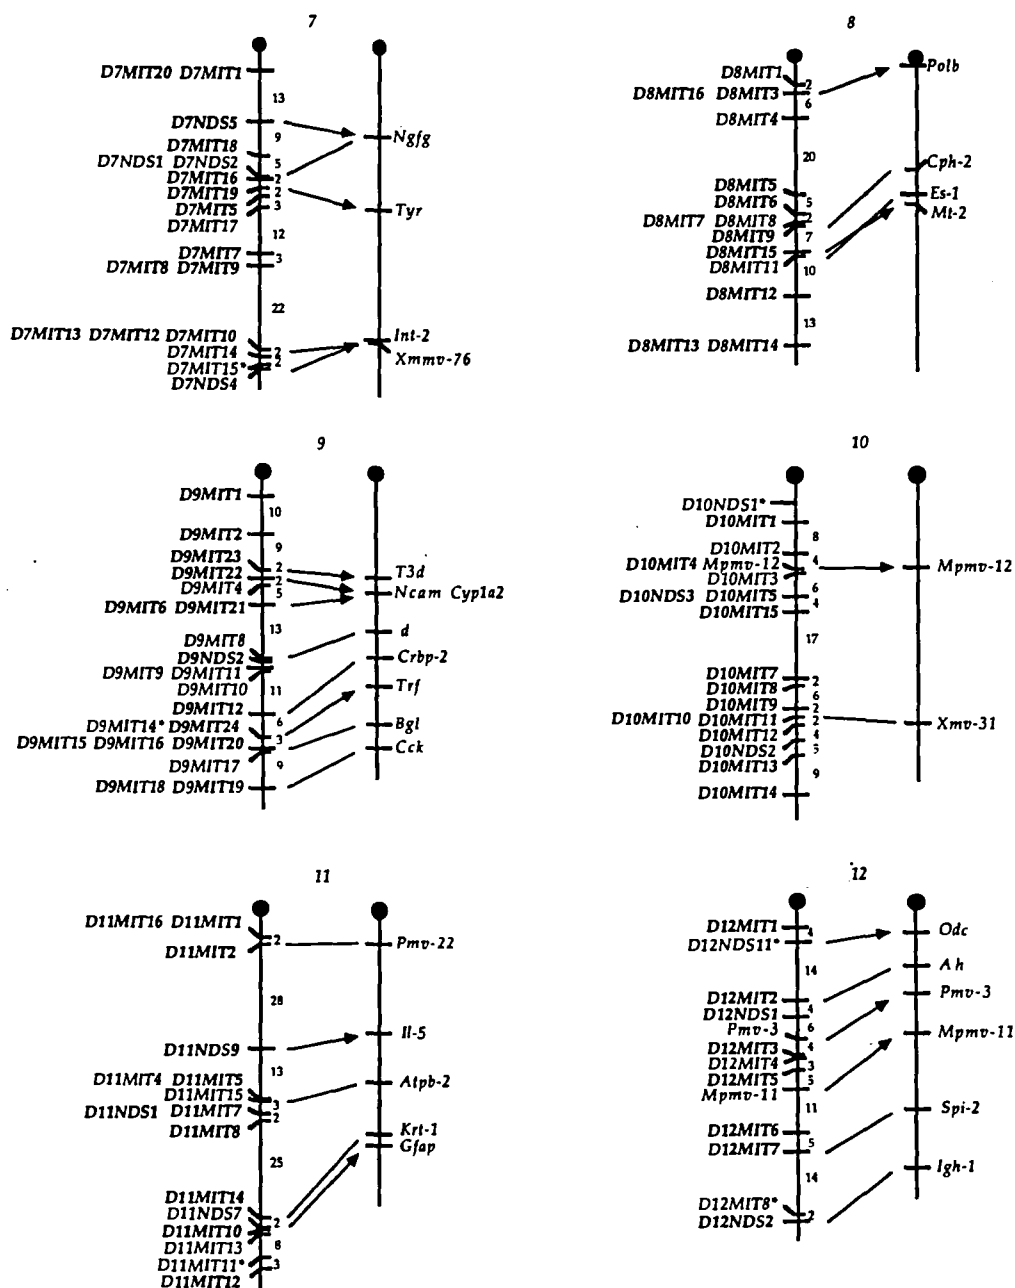 7
D7MIT20 D7MIT1
13
D7NDS5
9
D7MIT18
D7NDS1 D7NDS2
5
D7MIT16
2
D7MIT19
2
D7MIT5
3
D7MIT17
12
D7MIT7
3
D7MIT8 D7MIT9
22
D7MIT13 D7MIT12 D7MIT10
D7MIT14
2
D7MIT15*
2
D7NDS4
Ngfg
Tyr
Int-2
Xmmv-76
8
D8MIT1
2
D8MIT16 D8MIT3
6
D8MIT4
20
D8MIT5
5
D8MIT6
D8MIT7 D8MIT8
2
D8MIT9
7
D8MIT15
D8MIT11
10
D8MIT12
13
D8MIT13 D8MIT14
Polb
Cph-2
Es-1
Mt-2
9
D9MIT1
10
D9MIT2
9
D9MIT23
2
D9MIT22
2
D9MIT4
5
D9MIT6 D9MIT21
13
D9MIT8
D9NDS2
D9MIT9 D9MIT11
D9MIT10
11
D9MIT12
6
D9MIT14* D9MIT24
3
D9MIT15 D9MIT16 D9MIT20
D9MIT17
9
D9MIT18 D9MIT19
T3d
Ncam Cyp1a2
d
Crbp-2
Trf
Bgl
Cck
10
D10NDS1*
D10MIT1
8
D10MIT2
4
D10MIT4 Mpmv-12
D10MIT3
6
D10NDS3 D10MIT5
4
D10MIT15
17
D10MIT7
2
D10MIT8
6
D10MIT9
2
D10MIT10 D10MIT11
2
D10MIT12
4
D10NDS2
5
D10MIT13
9
D10MIT14
Mpmv-12
Xmv-31
11
D11MIT16 D11MIT1
2
D11MIT2
28
D11NDS9
13
D11MIT4 D11MIT5
D11MIT15
3
D11NDS1 D11MIT7
2
D11MIT8
25
D11MIT14
D11NDS7
2
D11MIT10
D11MIT13
8
D11MIT11*
3
D11MIT12
Pmv-22
Il-5
Atpb-2
Krt-1
Gfap
12
D12MIT1
4
D12NDS11*
14
D12MIT2
4
D12NDS1
6
Pmv-3
4
D12MIT3
D12MIT4
3
D12MIT5
5
Mpmv-11
11
D12MIT6
5
D12MIT7
14
D12MIT8*
2
D12NDS2
Odc
Ah
Pmv-3
Mpmv-11
Spi-2
Igh-1